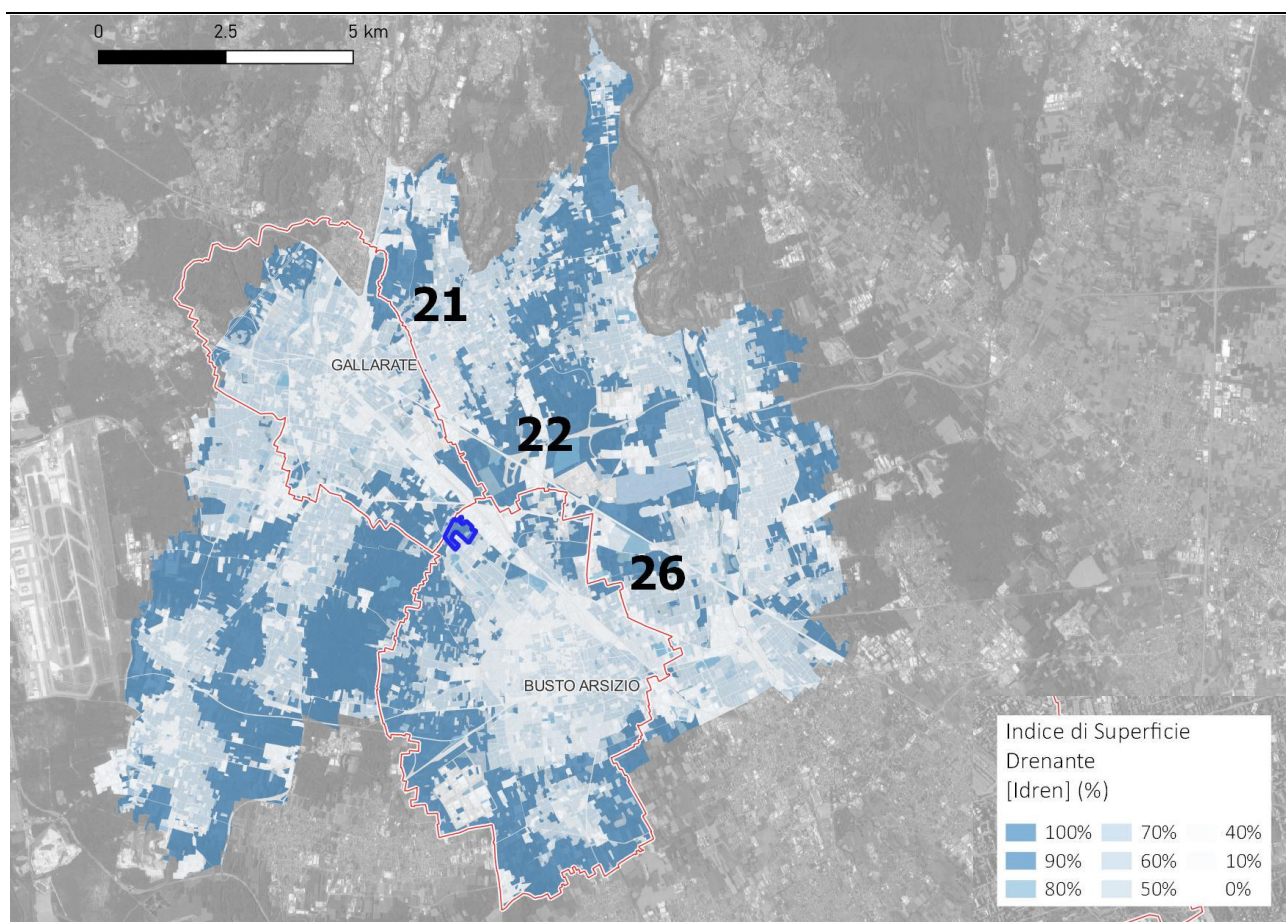 0 2.5 5 km
21
GALLARATE
22
26
BUSTO ARSIZIO
Indice di Superficie
Drenante
[Idren] (%)
100% 70% 40%
90% 60% 10%
80% 50% 0%